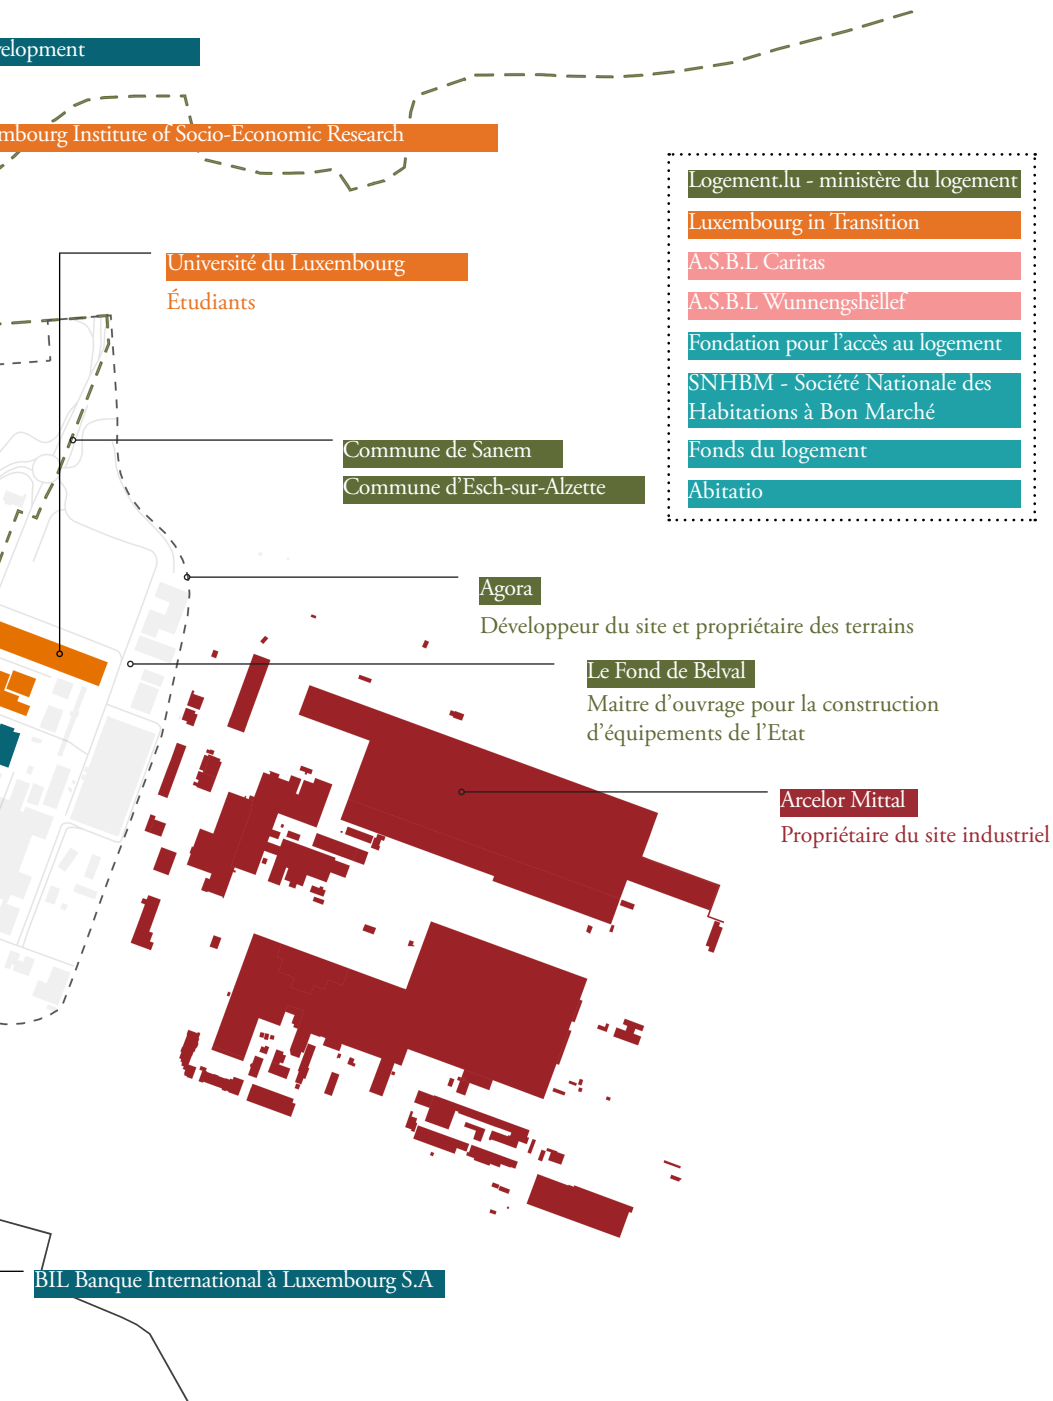 elopment
mbourg Institute of Socio-Economic Research
Logement.lu - ministère du logement
Luxembourg in Transition
A.S.B.L Caritas
A.S.B.L Wunnengshëllef
Fondation pour l'accès au logement
SNHBM - Société Nationale des
Habitations à Bon Marché
Fonds du logement
Abitatio
Université du Luxembourg
Étudiants
Commune de Sanem
Commune d'Esch-sur-Alzette
Agora
Développeur du site et propriétaire des terrains
Le Fond de Belval
Maitre d'ouvrage pour la construction
d'équipements de l'Etat
Arcelor Mittal
Propriétaire du site industriel
BIL Banque International à Luxembourg S.A